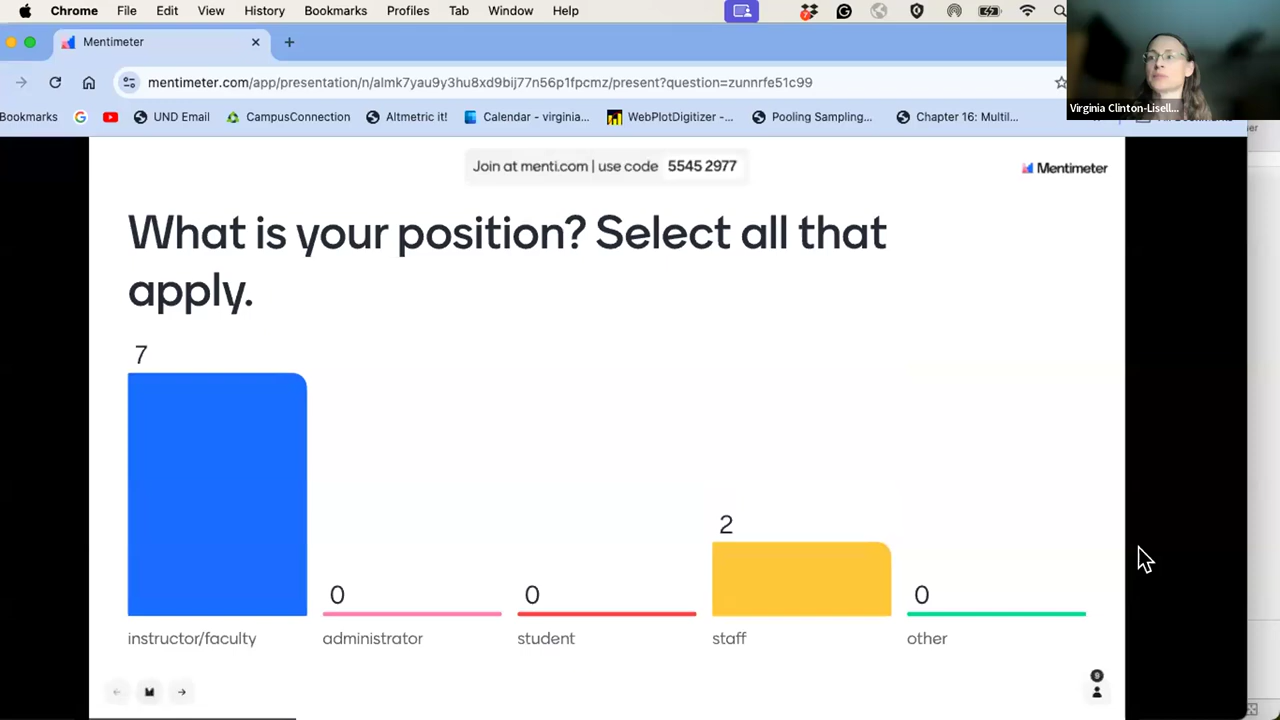 Chrome File Edit View History Bookmarks Profiles Tab Window Help
Mentimeter
mentimeter.com/app/presentation/n/almk7yau9y3hu8xd9bij77n56p1fpcmz/present?question=zunnrfe51c99
Bookmarks UND Email CampusConnection Altmetric it! Calendar - virginia... WebPlotDigitizer -... Pooling Sampling... Chapter 16: Multil...
Virginia Clinton-Lisell...
Join at menti.com | use code 5545 2977
Mentimeter
What is your position? Select all that
apply.
7
0
0
2
0
instructor/faculty administrator student staff other
9